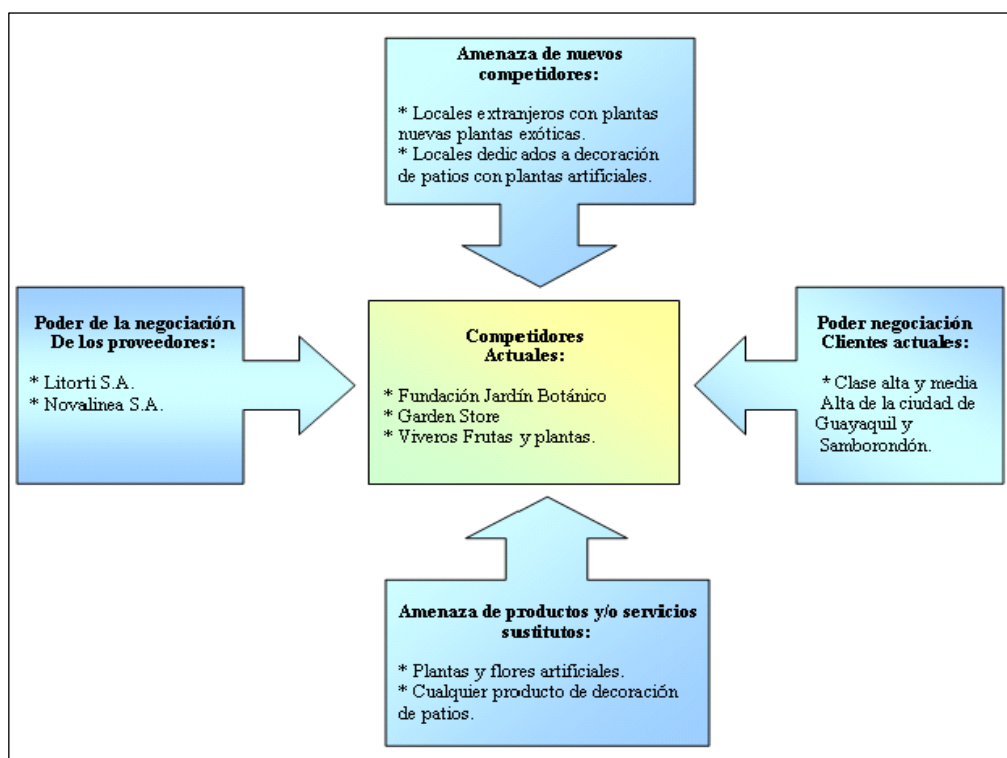 Amenaza de nuevos
competidores:
* Locales extranjeros con plantas
nuevas plantas exóticas.
* Locales dedicados a decoración
de patios con plantas artificiales.
Poder de la negociación
De los proveedores:
* Litorti S.A.
* Novalinea S.A.
Competidores
Actuales:
* Fundación Jardín Botánico
* Garden Store
* Viveros Frutas y plantas.
Poder negociación
Clientes actuales:
* Clase alta y media
Alta de la ciudad de
Guayaquil y
Samborondón.
Amenaza de productos y/o servicios
sustitutos:
* Plantas y flores artificiales.
* Cualquier producto de decoración
de patios.